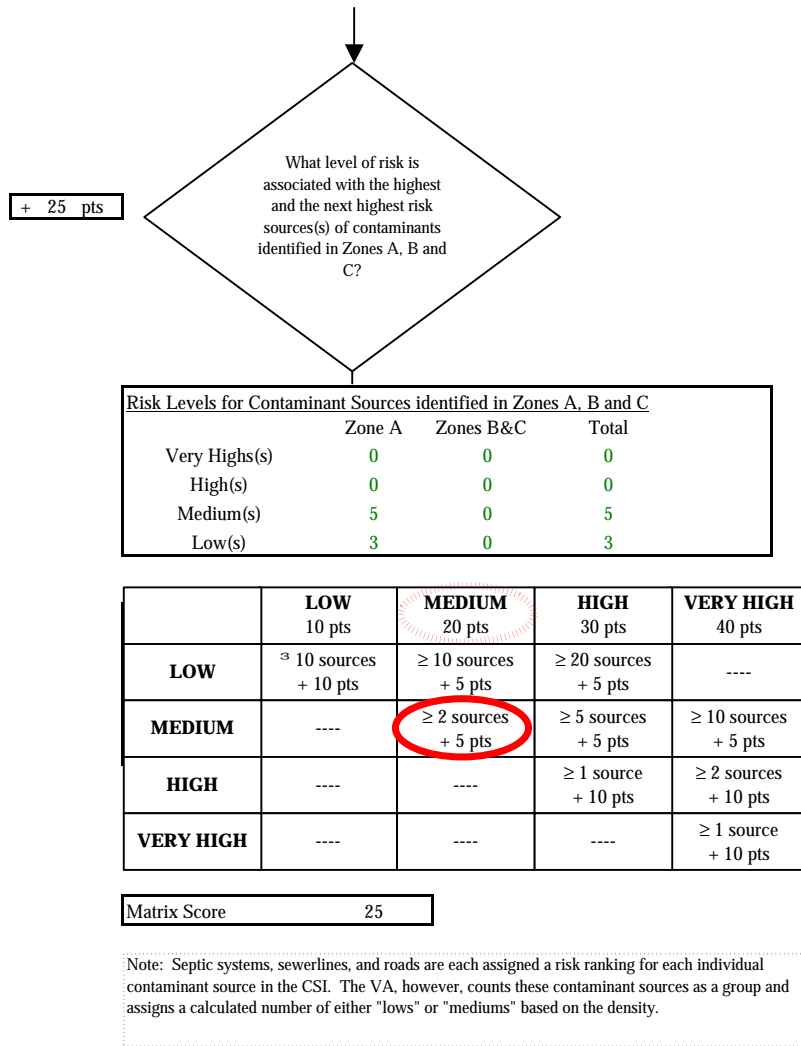 What level of risk is
associated with the highest
and the next highest risk
sources(s) of contaminants
identified in Zones A, B and
C?
+ 25 pts
Risk Levels for Contaminant Sources identified in Zones A, B and C
Zone A Zones B&C Total
Very Highs(s) 0 0 0
High(s) 0 0 0
Medium(s) 5 0 5
Low(s) 3 0 3
LOW MEDIUM HIGH VERY HIGH
10 pts 20 pts 30 pts 40 pts
LOW ³ 10 sources ≥ 10 sources ≥ 20 sources ----
+ 10 pts + 5 pts + 5 pts
MEDIUM ---- ≥ 2 sources ≥ 5 sources ≥ 10 sources
+ 5 pts + 5 pts + 5 pts
HIGH ---- ---- ≥ 1 source ≥ 2 sources
+ 10 pts + 10 pts
VERY HIGH ---- ---- ---- ≥ 1 source
+ 10 pts
Matrix Score 25
Note: Septic systems, sewerlines, and roads are each assigned a risk ranking for each individual
contaminant source in the CSI. The VA, however, counts these contaminant sources as a group and
assigns a calculated number of either "lows" or "mediums" based on the density.